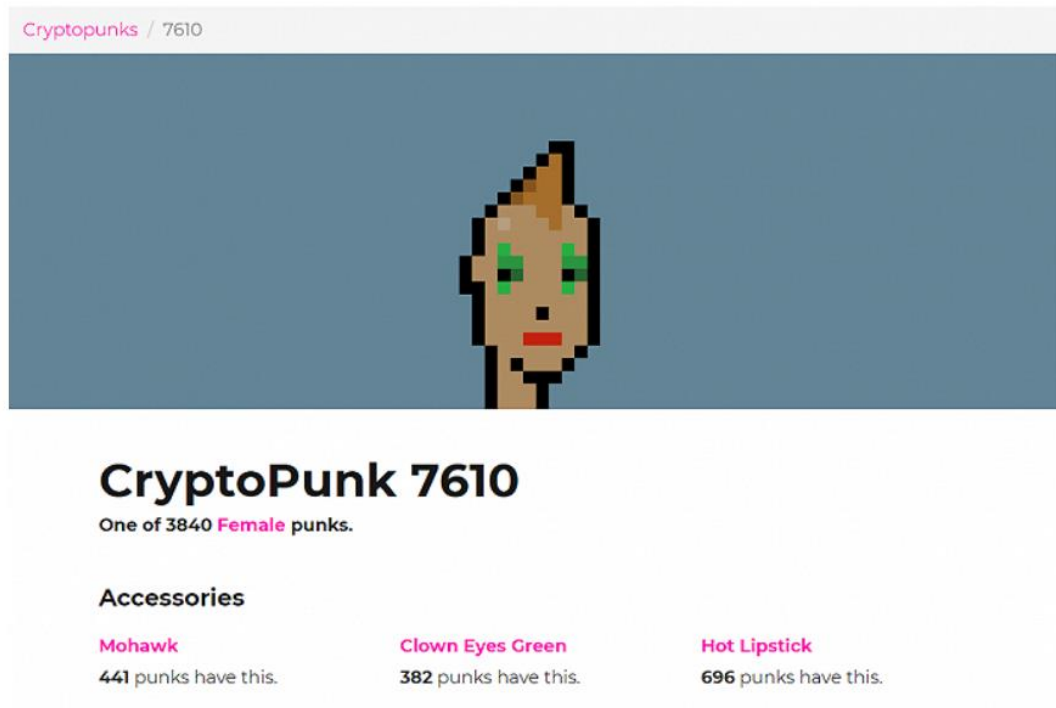 Cryptopunks / 7610
CryptoPunk 7610
One of 3840 Female punks.
Accessories
Mohawk Clown Eyes Green Hot Lipstick
441 punks have this. 382 punks have this. 696 punks have this.